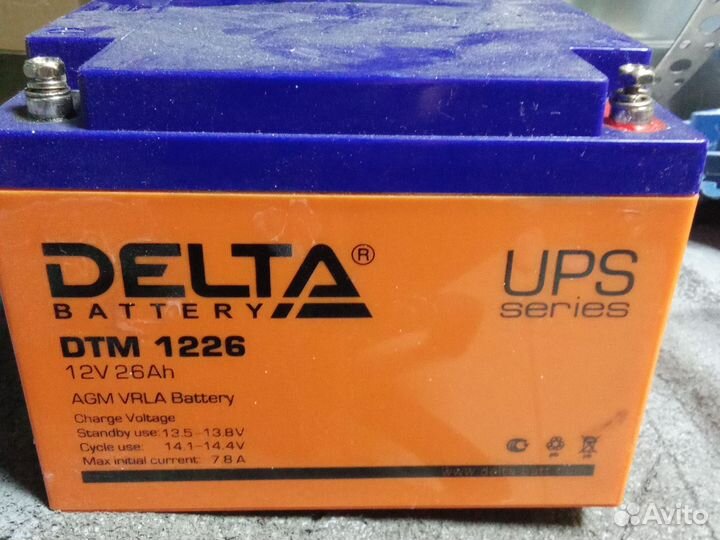 DELTA®
BATTERY
UPS
series
DTM 1226
12V 26Ah
AGM VRLA Battery
Charge Voltage
Standby use: 13.5-13.8V
Cycle use: 14.1-14.4V
Max initial current: 7.8 A
Avito